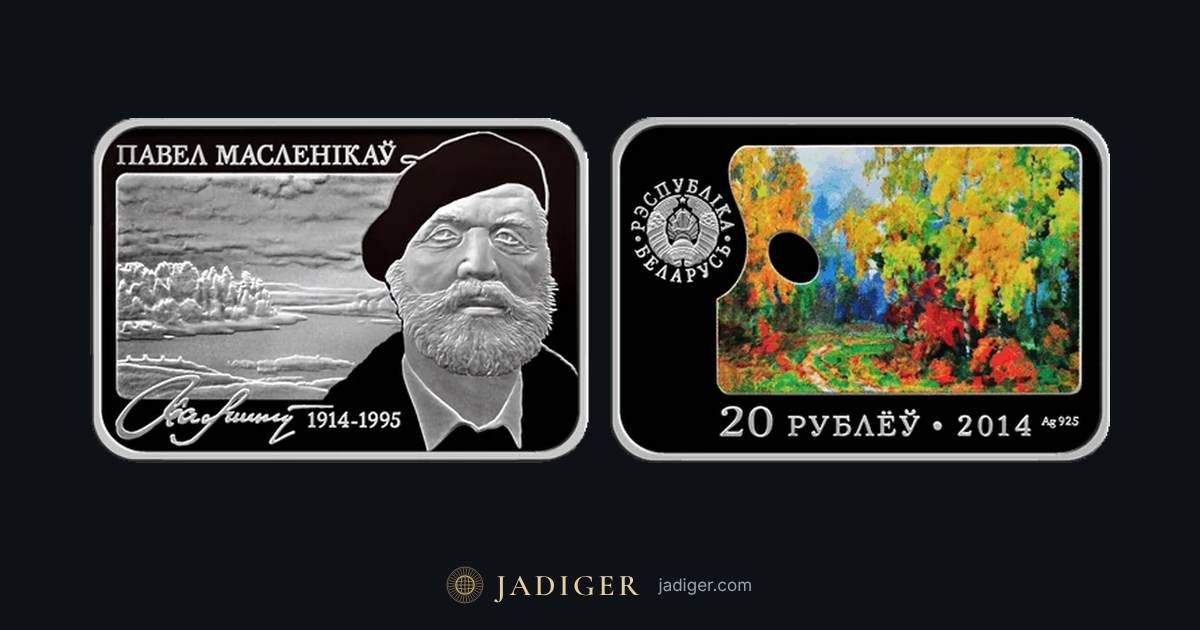 ПАВЕЛ МАСЛЕНІКАЎ
1914-1995
РЭСПУБЛІКА
БЕЛАРУСЬ
20 РУБЛЁЎ • 2014 Ag 925
JADIGER jadiger.com